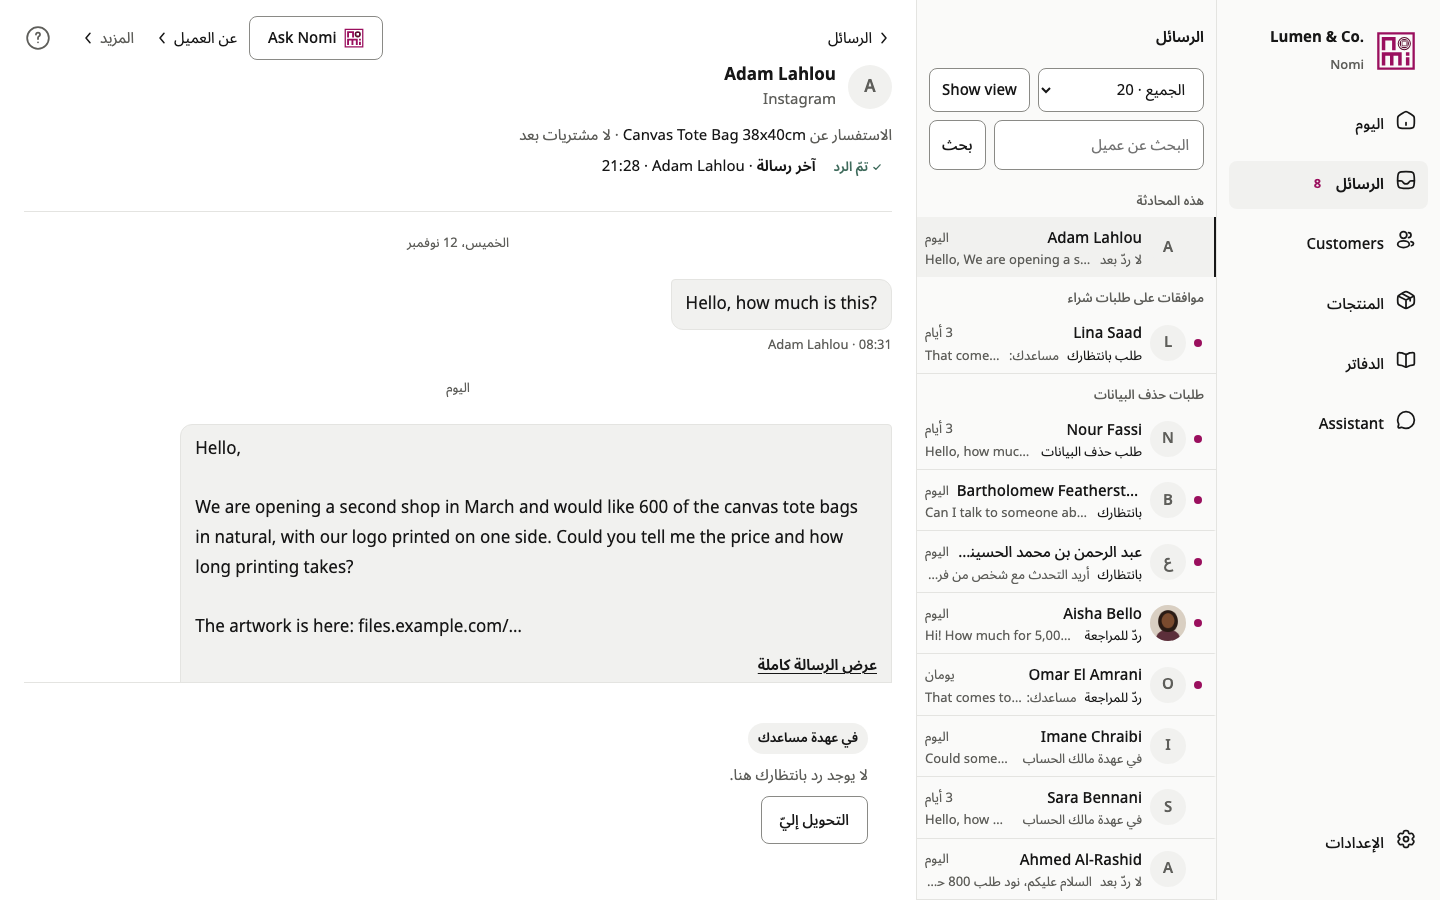 Lumen & Co.
Nomi
اليوم
الرسائل 8
Customers
المنتجات
الدفاتر
Assistant
الإعدادات
الرسائل
الجميع · 20
Show view
البحث عن عميل
بحث
هذه المحادثة
A
Adam Lahlou
اليوم
لا ردّ بعد Hello, We are opening a s...
موافقات على طلبات شراء
L
Lina Saad
3 أيام
طلب بانتظارك مساعدك: That come...
طلبات حذف البيانات
N
Nour Fassi
3 أيام
طلب حذف البيانات Hello, how muc...
B
Bartholomew Featherst...
اليوم
بانتظارك Can I talk to someone ab...
ع
عبد الرحمن بن محمد الحسيني...
اليوم
بانتظارك أريد التحدث مع شخص من فر...
Aisha Bello
اليوم
ردّ للمراجعة Hi! How much for 5,00...
O
Omar El Amrani
يومان
ردّ للمراجعة مساعدك: That comes to...
I
Imane Chraibi
اليوم
في عهدة مالك الحساب Could some...
S
Sara Bennani
3 أيام
في عهدة مالك الحساب Hello, how ...
A
Ahmed Al-Rashid
اليوم
لا ردّ بعد السلام عليكم، نود طلب 800 حـ...
الرسائل
Ask Nomi
عن العميل
المزيد
?
A
Adam Lahlou
Instagram
الاستفسار عن Canvas Tote Bag 38x40cm · لا مشتريات بعد
تمّ الرد آخر رسالة · Adam Lahlou · 21:28
الخميس، 12 نوفمبر
Hello, how much is this?
Adam Lahlou · 08:31
اليوم
Hello,
We are opening a second shop in March and would like 600 of the canvas tote bags
in natural, with our logo printed on one side. Could you tell me the price and how
long printing takes?
The artwork is here: files.example.com/...
عرض الرسالة كاملة
في عهدة مساعدك
لا يوجد رد بانتظارك هنا.
التحويل إليّ